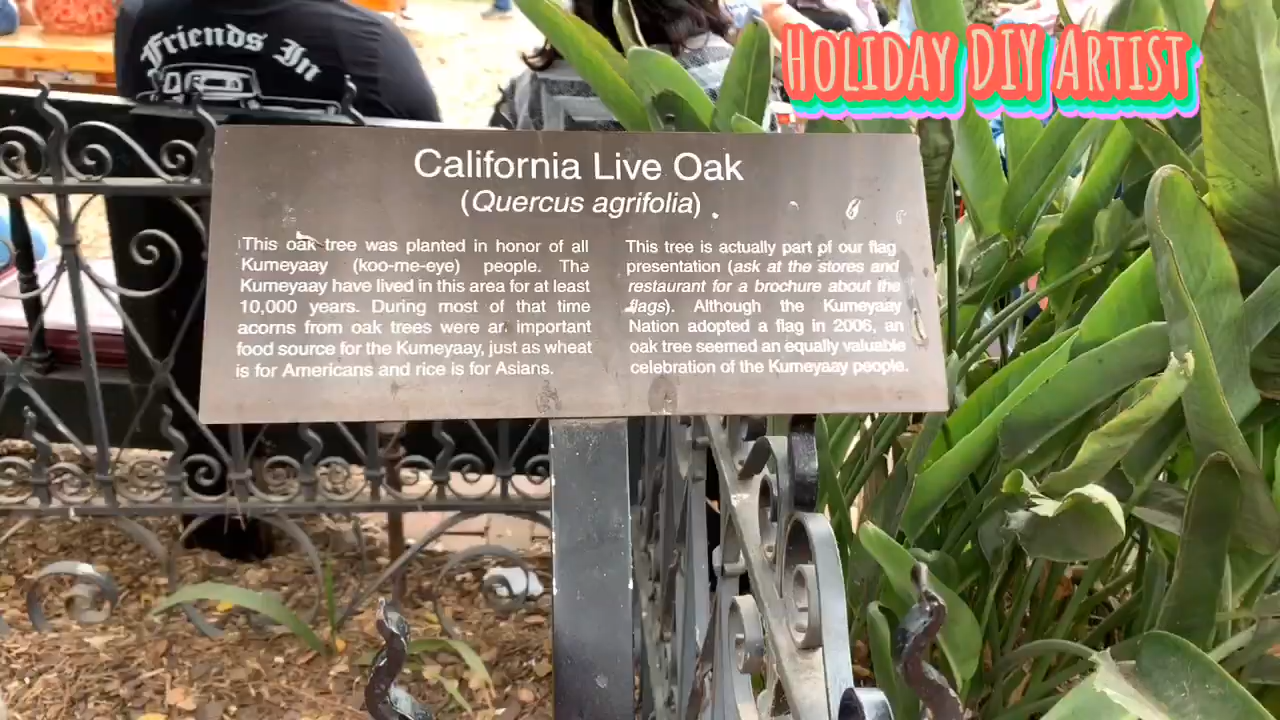 Friends In
HOLIDAY DIY ARTIST
California Live Oak
(Quercus agrifolia)
This oak tree was planted in honor of all
Kumeyaay (koo-me-eye) people. The
Kumeyaay have lived in this area for at least
10,000 years. During most of that time
acorns from oak trees were an important
food source for the Kumeyaay, just as wheat
is for Americans and rice is for Asians.
This tree is actually part of our flag
presentation (ask at the stores and
restaurant for a brochure about the
flags). Although the Kumeyaay
Nation adopted a flag in 2006, an
oak tree seemed an equally valuable
celebration of the Kumeyaay people.